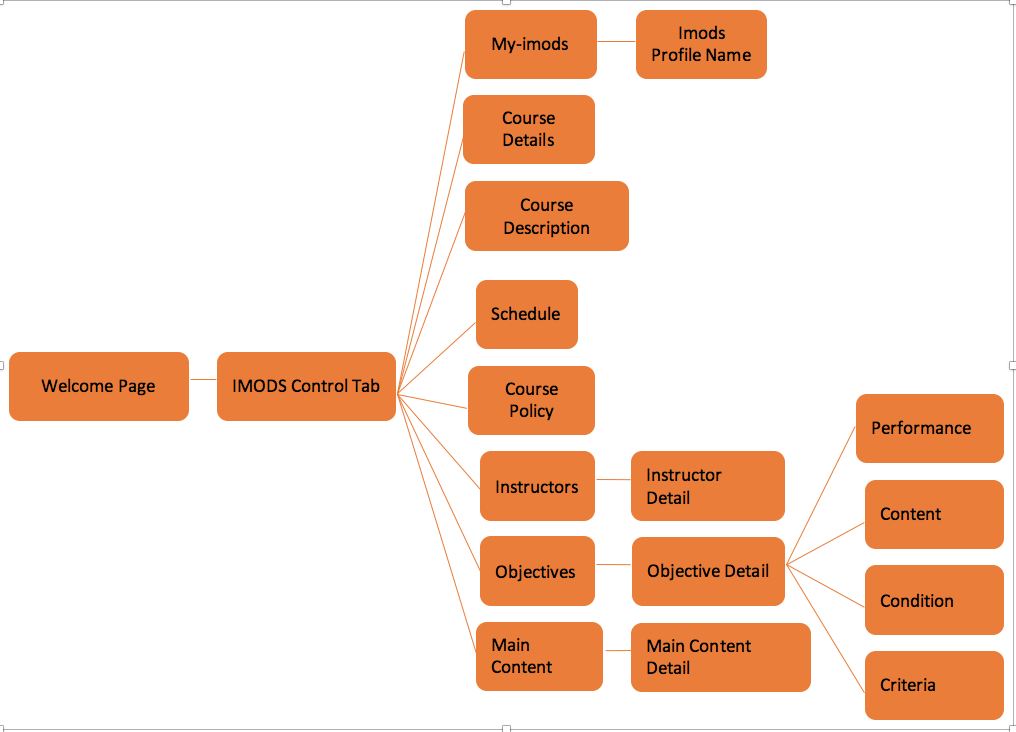 My-imods
Imods
Profile Name
Course
Details
Course
Description
Schedule
Welcome Page
IMODS Control Tab
Course
Policy
Instructors
Instructor
Detail
Objectives
Objective Detail
Main
Content
Main Content
Detail
Performance
Content
Condition
Criteria